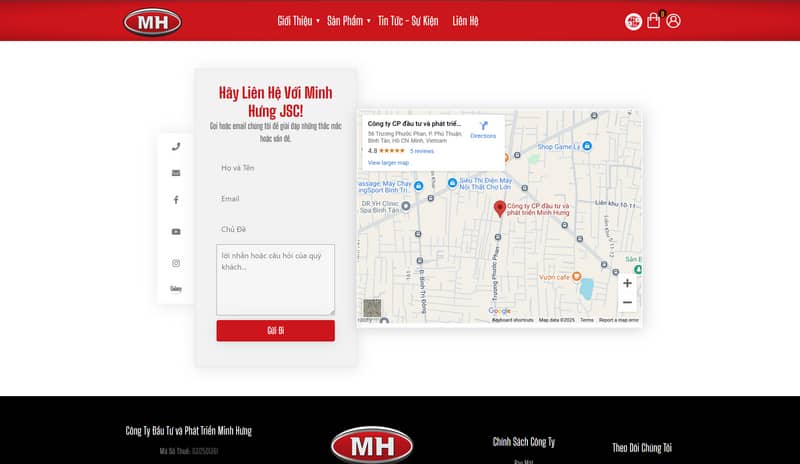 MH
Giới Thiệu
Sản Phẩm
Tin Tức - Sự Kiện
Liên Hệ
0
Hãy Liên Hệ Với Minh
Hưng JSC!
Gọi hoặc email chúng tôi để giải đáp những thắc mắc
hoặc vấn đề.
Họ và Tên
Email
Chủ Đề
lời nhắn hoặc câu hỏi của quý
khách...
Gửi Đi
Công ty CP đầu tư và phát triể...
56 Trương Phước Phan, P. Phú Thuận,
Bình Tân, Hồ Chí Minh, Vietnam
4.8
5 reviews
View larger map
Directions
Shop Game Lạ
Siêu Thị Điện Máy
Nội Thất Chợ Lớn
Passage, Máy Chạy
ngSport Bình Trị...
DR.YH Clinic
Spa Bình Tân
Công ty CP đầu tư và
phát triển Minh Hưng
Liên khu 10-11
Trương Phước Phan
Đ. Bình Trị Đông
Vườn cafe
Google
Keyboard shortcuts
Map data ©2025
Terms
Report a map error
Công Ty Đầu Tư và Phát Triển Minh Hưng
Mã Số Thuế:
MH
Chính Sách Công Ty
Bảo Mật
Theo Dõi Chúng Tôi